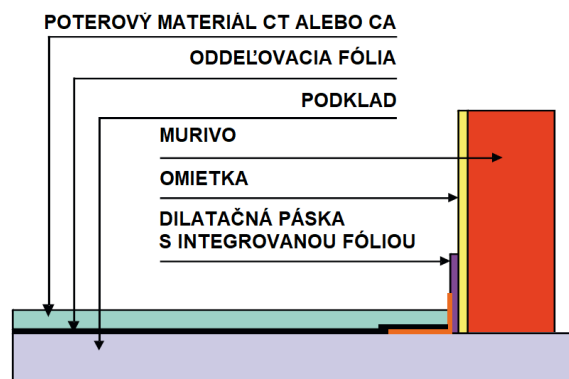 POTEROVÝ MATERIÁL CT ALEBO CA
ODDEĽOVACIA FÓLIA
PODKLAD
MURIVO
OMIETKA
DILATAČNÁ PÁSKA
S INTEGROVANOU FÓLIOU